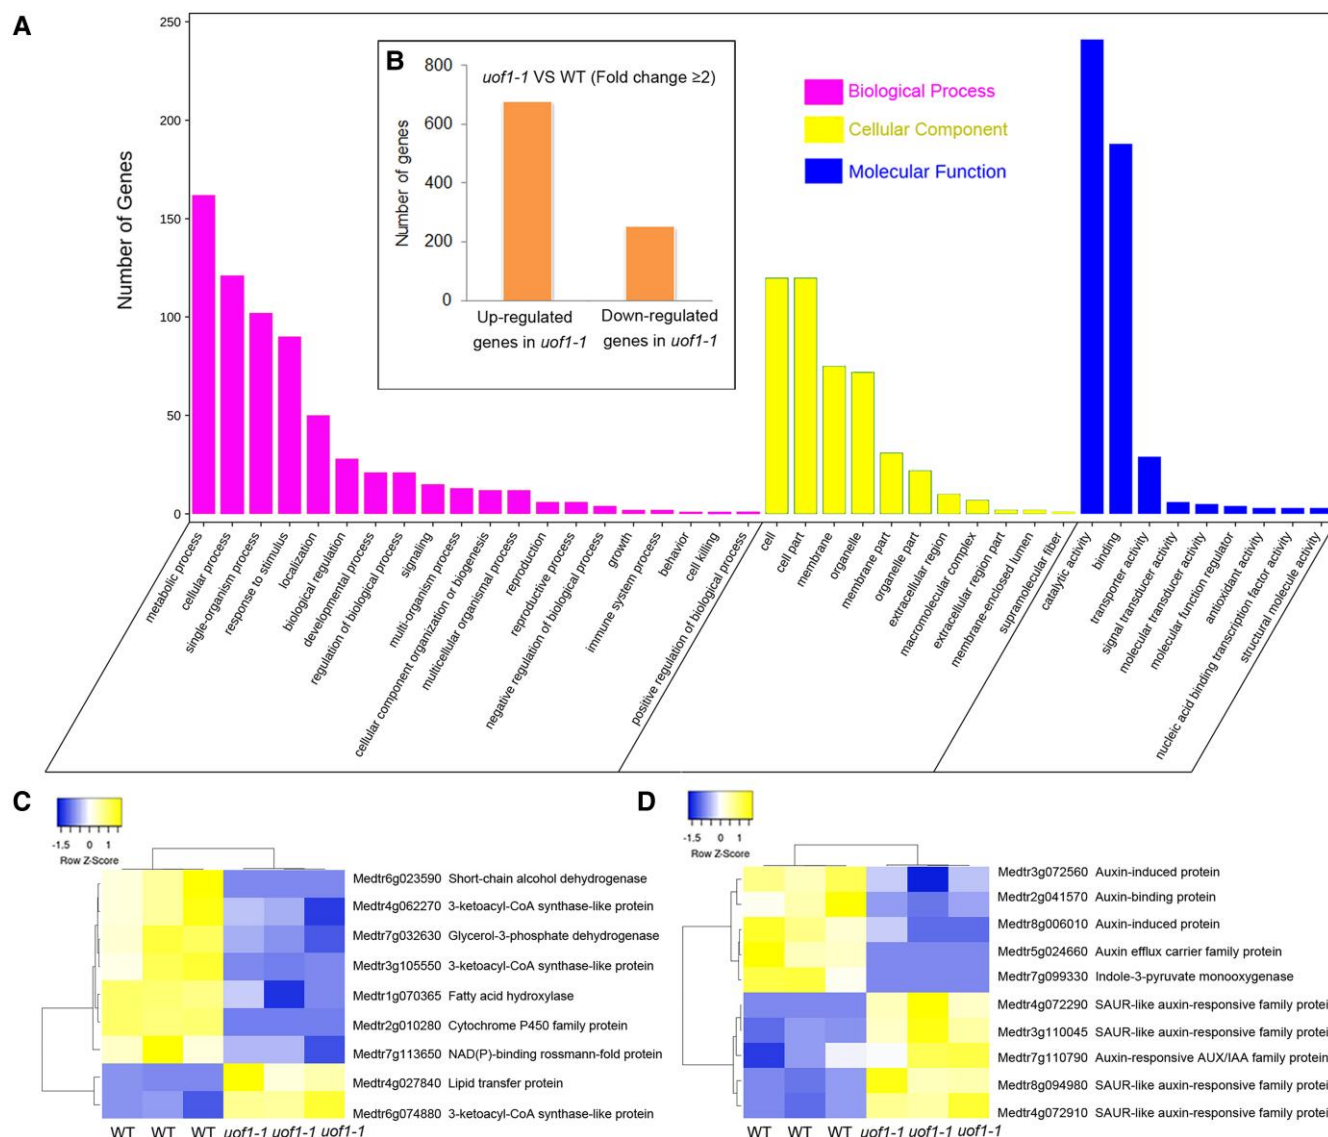 A
Number of Genes
250
200
150
100
50
0
B
uof1-1 VS WT (Fold change ≥2)
Number of genes
800
600
400
200
0
Up-regulated
genes in uof1-1
Down-regulated
genes in uof1-1
Biological Process
Cellular Component
Molecular Function
metabolic process
cellular process
single-organism process
response to stimulus
localization
biological regulation
developmental process
regulation of biological process
signaling
multi-organism process
cellular component organization or biogenesis
multicellular organismal process
reproduction
reproductive process
negative regulation of biological process
growth
immune system process
behavior
cell killing
positive regulation of biological process
cell
cell part
membrane
organelle
membrane part
organelle part
extracellular region
macromolecular complex
extracellular region part
membrane-enclosed lumen
supramolecular fiber
catalytic activity
binding
transporter activity
signal transducer activity
molecular transducer activity
molecular function regulator
antioxidant activity
nucleic acid binding transcription factor activity
structural molecule activity
C
-1.5 0 1
Row Z-Score
Medtr6g023590 Short-chain alcohol dehydrogenase
Medtr4g062270 3-ketoacyl-CoA synthase-like protein
Medtr7g032630 Glycerol-3-phosphate dehydrogenase
Medtr3g105550 3-ketoacyl-CoA synthase-like protein
Medtr1g070365 Fatty acid hydroxylase
Medtr2g010280 Cytochrome P450 family protein
Medtr7g113650 NAD(P)-binding rossmann-fold protein
Medtr4g027840 Lipid transfer protein
Medtr6g074880 3-ketoacyl-CoA synthase-like protein
WT WT WT uof1-1 uof1-1 uof1-1
D
-1.5 0 1
Row Z-Score
Medtr3g072560 Auxin-induced protein
Medtr2g041570 Auxin-binding protein
Medtr8g006010 Auxin-induced protein
Medtr5g024660 Auxin efflux carrier family protein
Medtr7g099330 Indole-3-pyruvate monooxygenase
Medtr4g072290 SAUR-like auxin-responsive family protein
Medtr3g110045 SAUR-like auxin-responsive family protein
Medtr7g110790 Auxin-responsive AUX/IAA family protein
Medtr8g094980 SAUR-like auxin-responsive family protein
Medtr4g072910 SAUR-like auxin-responsive family protein
WT WT WT uof1-1 uof1-1 uof1-1